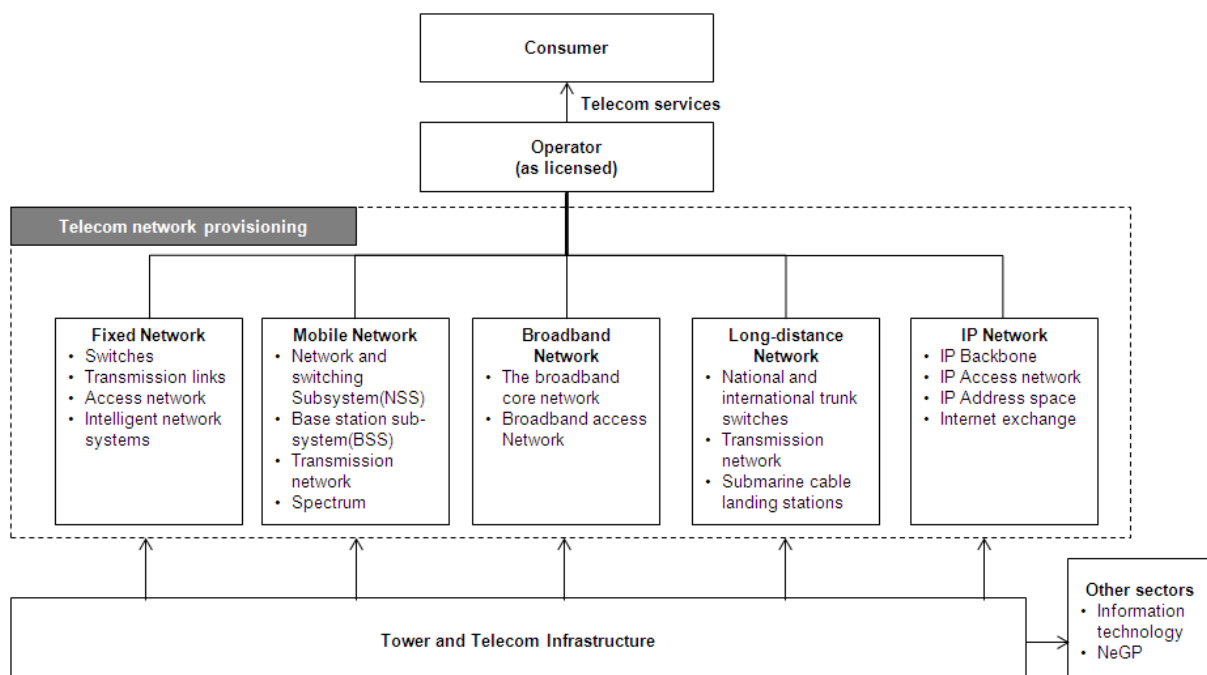 Consumer
Telecom services
Operator
(as licensed)
Telecom network provisioning
Fixed Network
• Switches
• Transmission links
• Access network
• Intelligent network
systems
Mobile Network
• Network and
switching
Subsystem(NSS)
• Base station sub-
system(BSS)
• Transmission
network
• Spectrum
Broadband
Network
• The broadband
core network
• Broadband access
Network
Long-distance
Network
• National and
international trunk
switches
• Transmission
network
• Submarine cable
landing stations
IP Network
• IP Backbone
• IP Access network
• IP Address space
• Internet exchange
Tower and Telecom Infrastructure
Other sectors
• Information
technology
• NeGP